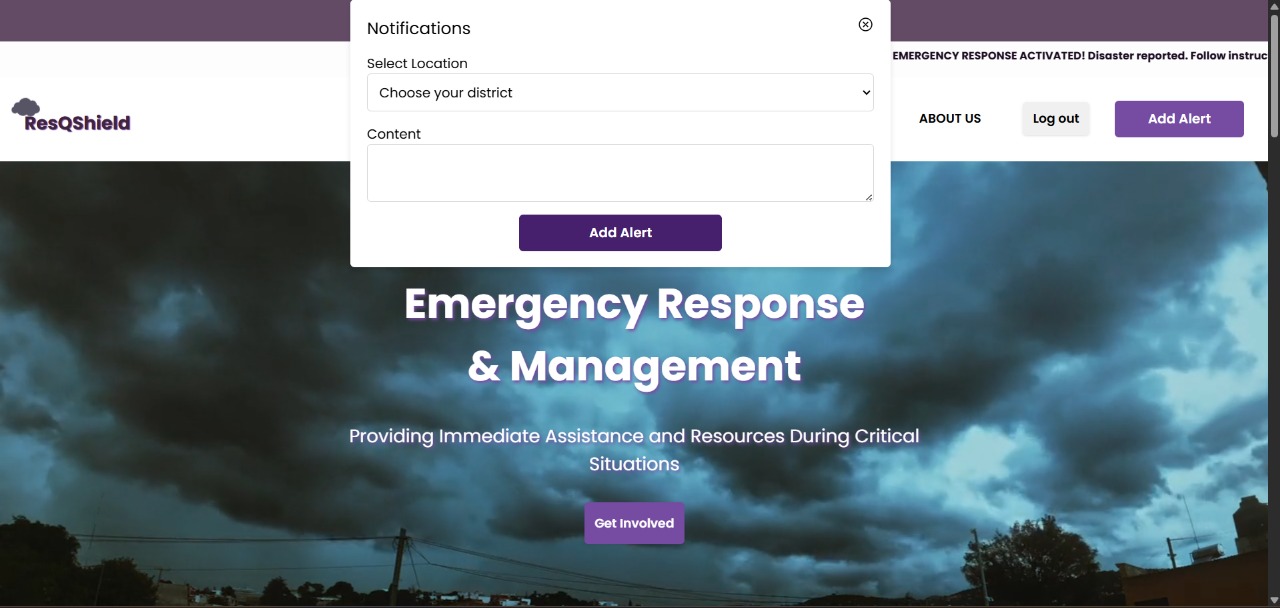 Notifications
Select Location
Choose your district
Content
Add Alert
EMERGENCY RESPONSE ACTIVATED! Disaster reported. Follow instruc
ResQShield
ABOUT US
Log out
Add Alert
Emergency Response
& Management
Providing Immediate Assistance and Resources During Critical
Situations
Get Involved